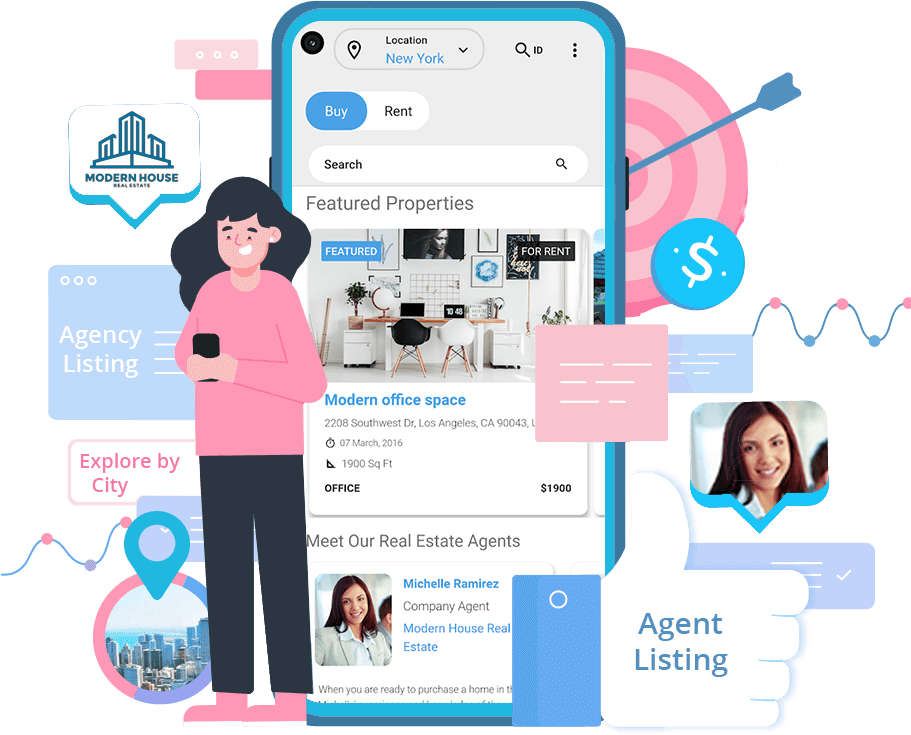 Location
New York
ID
Buy
Rent
Search
MODERN HOUSE
REAL ESTATE
Featured Properties
FEATURED
FOR RENT
10 48
Agency
Listing
Modern office space
2208 Southwest Dr, Los Angeles, CA 90043, U
07 March, 2016
1900 Sq Ft
OFFICE
$1900
Explore by
City
Meet Our Real Estate Agents
Michelle Ramirez
Company Agent
Modern House Real
Estate
Agent
Listing
When you are ready to purchase a home in th
$